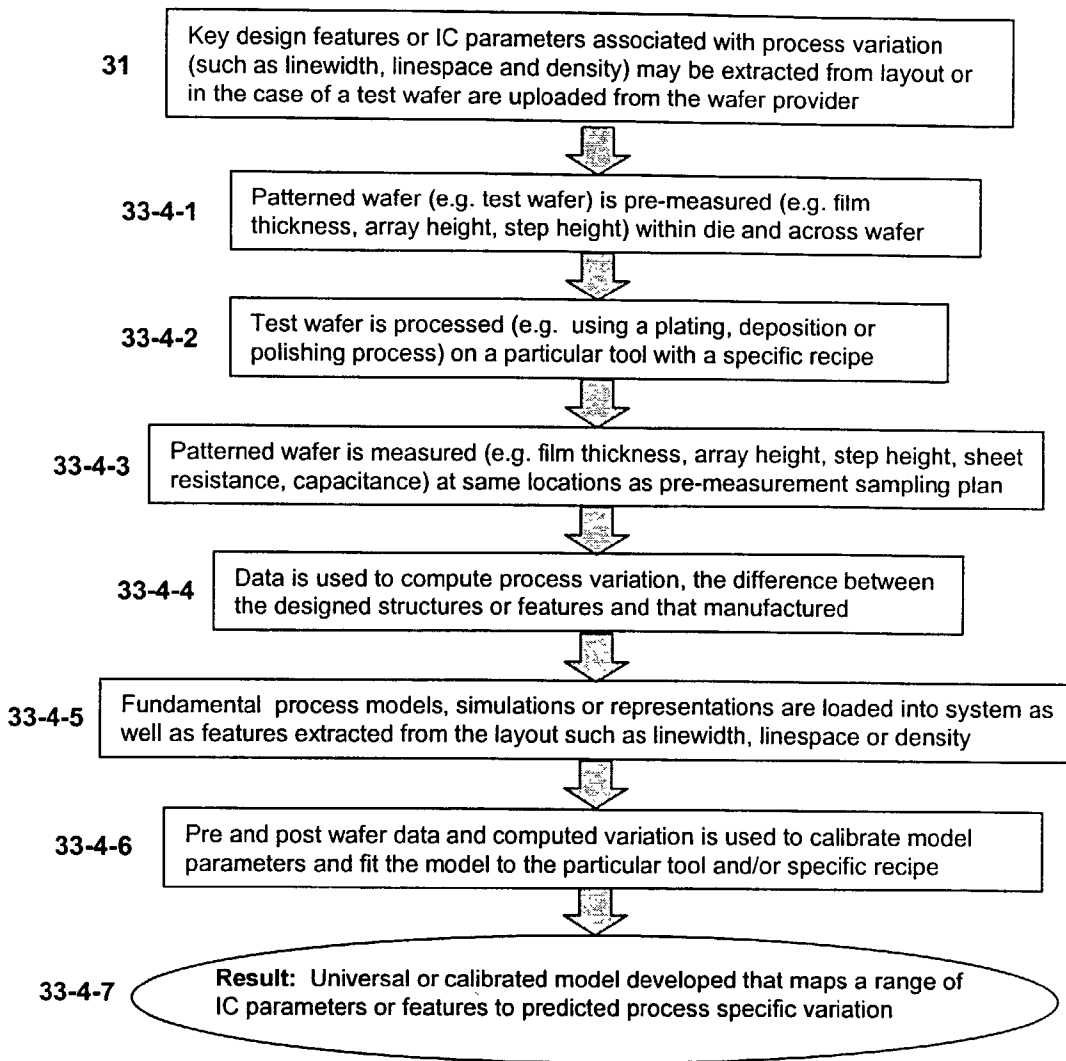 31
Key design features or IC parameters associated with process variation
(such as linewidth, linespace and density) may be extracted from layout or
in the case of a test wafer are uploaded from the wafer provider
33-4-1
Patterned wafer (e.g. test wafer) is pre-measured (e.g. film
thickness, array height, step height) within die and across wafer
33-4-2
Test wafer is processed (e.g. using a plating, deposition or
polishing process) on a particular tool with a specific recipe
33-4-3
Patterned wafer is measured (e.g. film thickness, array height, step height, sheet
resistance, capacitance) at same locations as pre-measurement sampling plan
33-4-4
Data is used to compute process variation, the difference between
the designed structures or features and that manufactured
33-4-5
Fundamental process models, simulations or representations are loaded into system as
well as features extracted from the layout such as linewidth, linespace or density
33-4-6
Pre and post wafer data and computed variation is used to calibrate model
parameters and fit the model to the particular tool and/or specific recipe
33-4-7
Result: Universal or calibrated model developed that maps a range of
IC parameters or features to predicted process specific variation